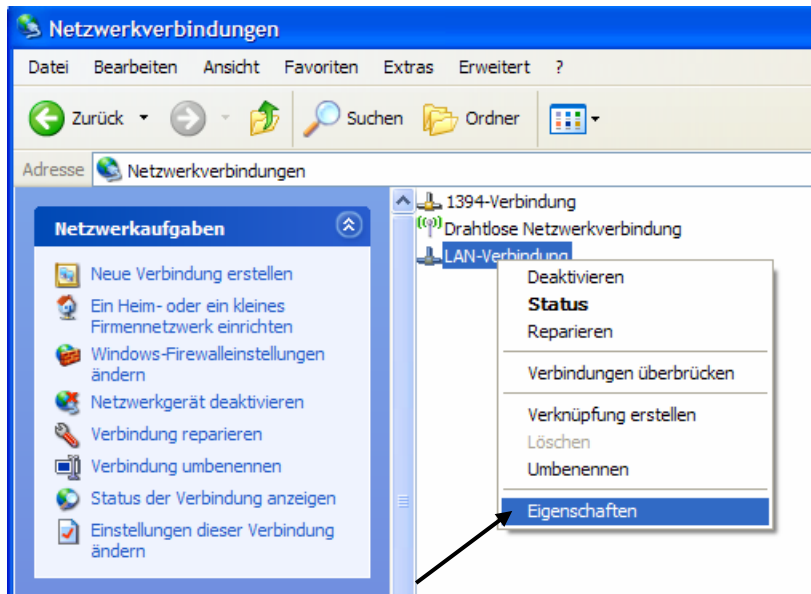 Netzwerkverbindungen
Datei Bearbeiten Ansicht Favoriten Extras Erweitert ?
Zurück Suchen Ordner
Adresse Netzwerkverbindungen
Netzwerkaufgaben
Neue Verbindung erstellen
Ein Heim- oder ein kleines
Firmennetzwerk einrichten
Windows-Firewalleinstellungen
ändern
Netzwerkgerät deaktivieren
Verbindung reparieren
Verbindung umbenennen
Status der Verbindung anzeigen
Einstellungen dieser Verbindung
ändern
1394-Verbindung
Drahtlose Netzwerkverbindung
LAN-Verbindung
Deaktivieren
Status
Reparieren
Verbindungen überbrücken
Verknüpfung erstellen
Löschen
Umbenennen
Eigenschaften